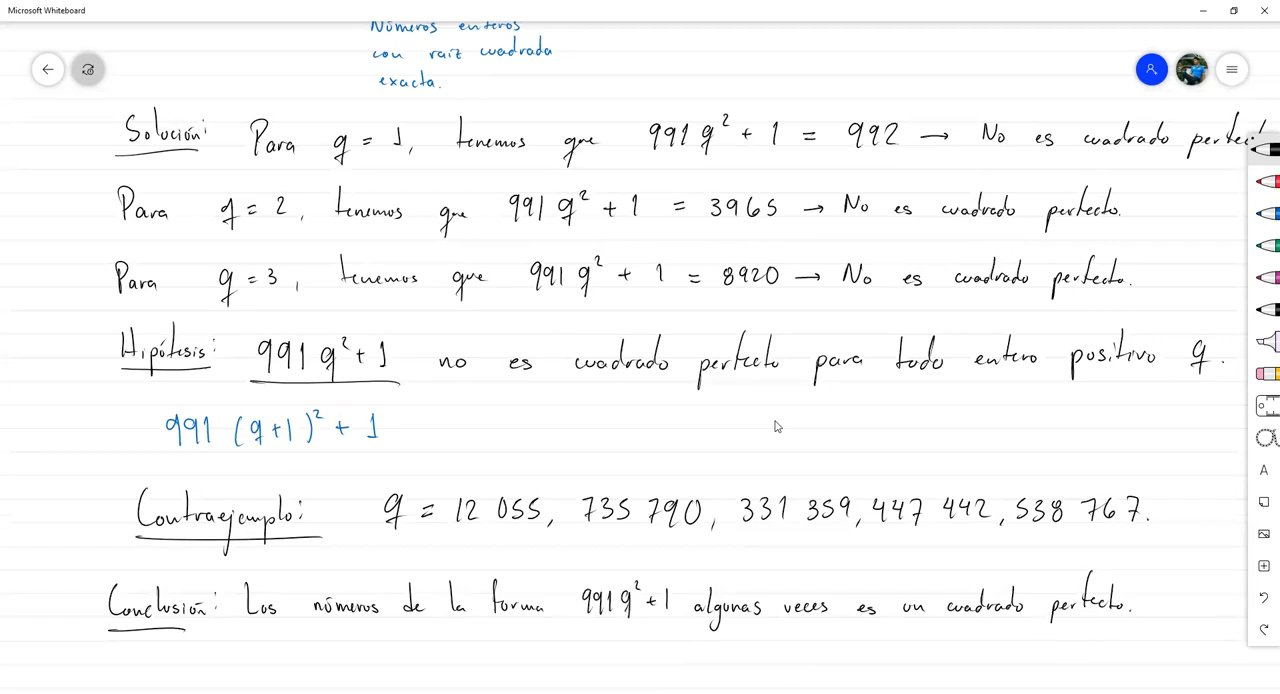 Microsoft Whiteboard
Números enteros
con raíz cuadrada
exacta.
Solución: Para q = 1, tenemos que 991 q² + 1 = 992 → No es cuadrado perfecto.
Para q = 2, tenemos que 991 q² + 1 = 3965 → No es cuadrado perfecto.
Para q = 3, tenemos que 991 q² + 1 = 8920 → No es cuadrado perfecto.
Hipótesis: 991 q² + 1 no es cuadrado perfecto para todo entero positivo q.
991 (q+1)² + 1
Contraejemplo: q = 12 055, 735 790, 331 359, 447 442, 538 767.
Conclusión: Los números de la forma 991q²+1 algunas veces es un cuadrado perfecto.
A